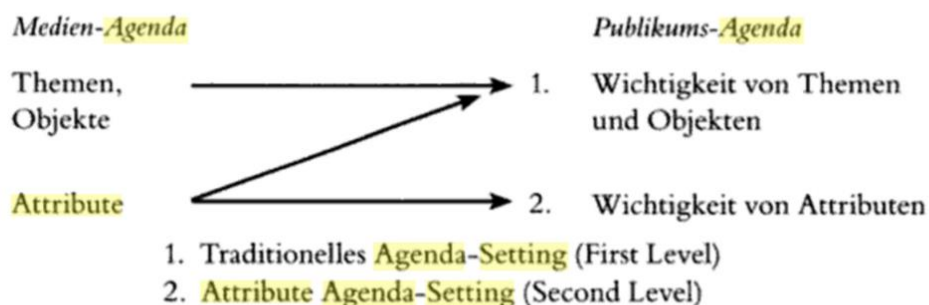 Medien-Agenda Publikums-Agenda
Themen, 1. Wichtigkeit von Themen
Objekte und Objekten
Attribute 2. Wichtigkeit von Attributen
1. Traditionelles Agenda-Setting (First Level)
2. Attribute Agenda-Setting (Second Level)